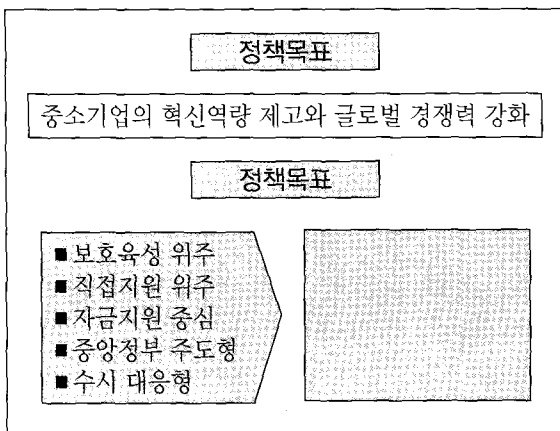 정책목표
중소기업의 혁신역량 제고와 글로벌 경쟁력 강화
정책목표
■ 보호육성 위주
■ 직접지원 위주
■ 자금지원 중심
■ 중앙정부 주도형
■ 수시 대응형